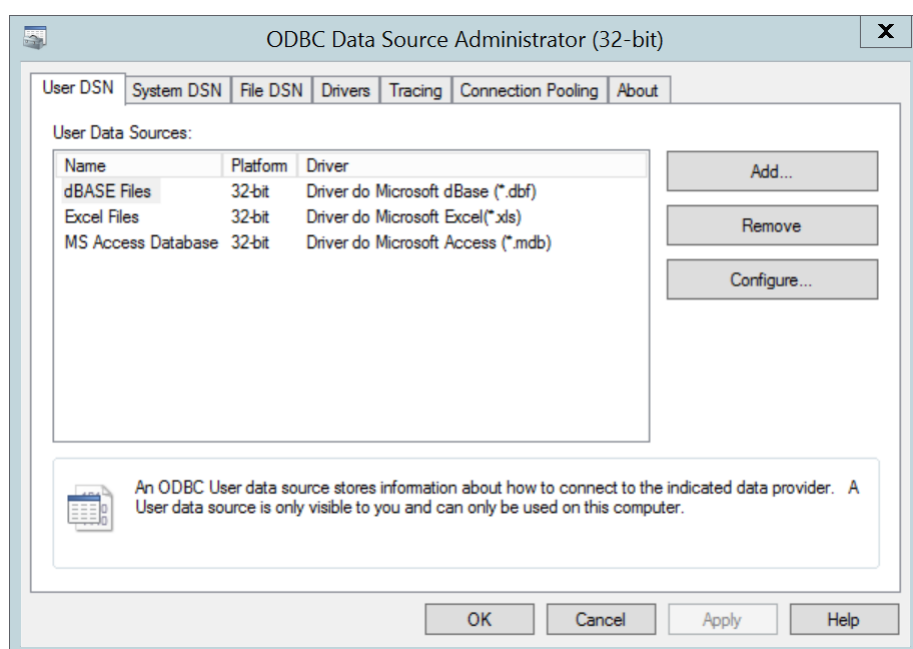 ODBC Data Source Administrator (32-bit)
X
User DSN System DSN File DSN Drivers Tracing Connection Pooling About
User Data Sources:
Name Platform Driver
dBASE Files 32-bit Driver do Microsoft dBase (*.dbf)
Excel Files 32-bit Driver do Microsoft Excel(*.xls)
MS Access Database 32-bit Driver do Microsoft Access (*.mdb)
Add...
Remove
Configure...
An ODBC User data source stores information about how to connect to the indicated data provider. A
User data source is only visible to you and can only be used on this computer.
OK Cancel Apply Help